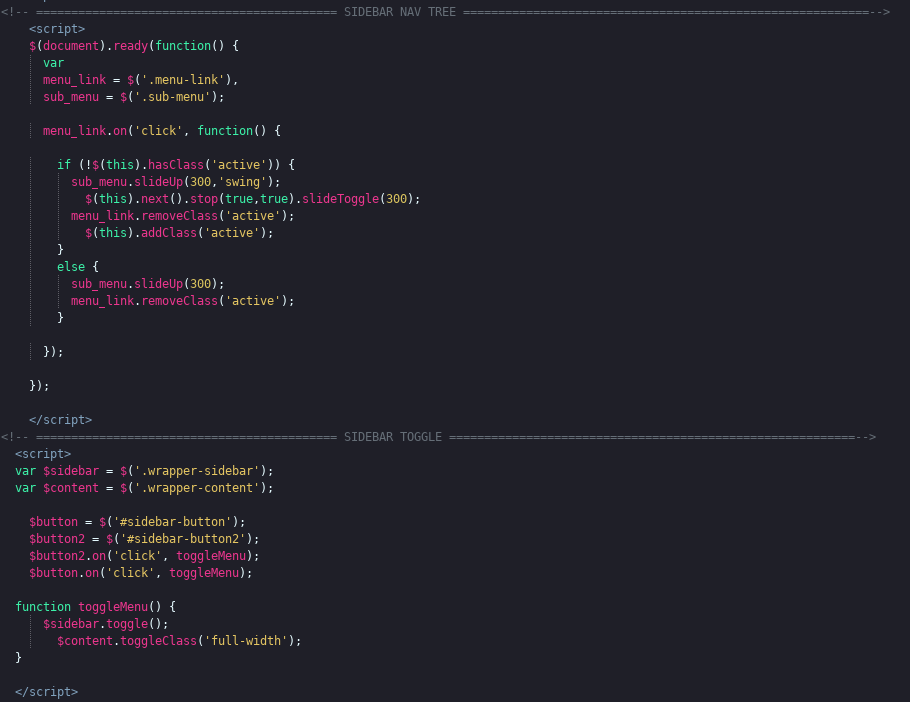 <!-- =========================================== SIDEBAR NAV TREE ==========================================================-->
<script>
$(document).ready(function() {
var
menu_link = $('.menu-link'),
sub_menu = $('.sub-menu');
menu_link.on('click', function() {
if (!$(this).hasClass('active')) {
sub_menu.slideUp(300,'swing');
$(this).next().stop(true,true).slideToggle(300);
menu_link.removeClass('active');
$(this).addClass('active');
}
else {
sub_menu.slideUp(300);
menu_link.removeClass('active');
}
});
});
</script>
<!-- =========================================== SIDEBAR TOGGLE ==========================================================-->
<script>
var $sidebar = $('.wrapper-sidebar');
var $content = $('.wrapper-content');
$button = $('#sidebar-button');
$button2 = $('#sidebar-button2');
$button2.on('click', toggleMenu);
$button.on('click', toggleMenu);
function toggleMenu() {
$sidebar.toggle();
$content.toggleClass('full-width');
}
</script>